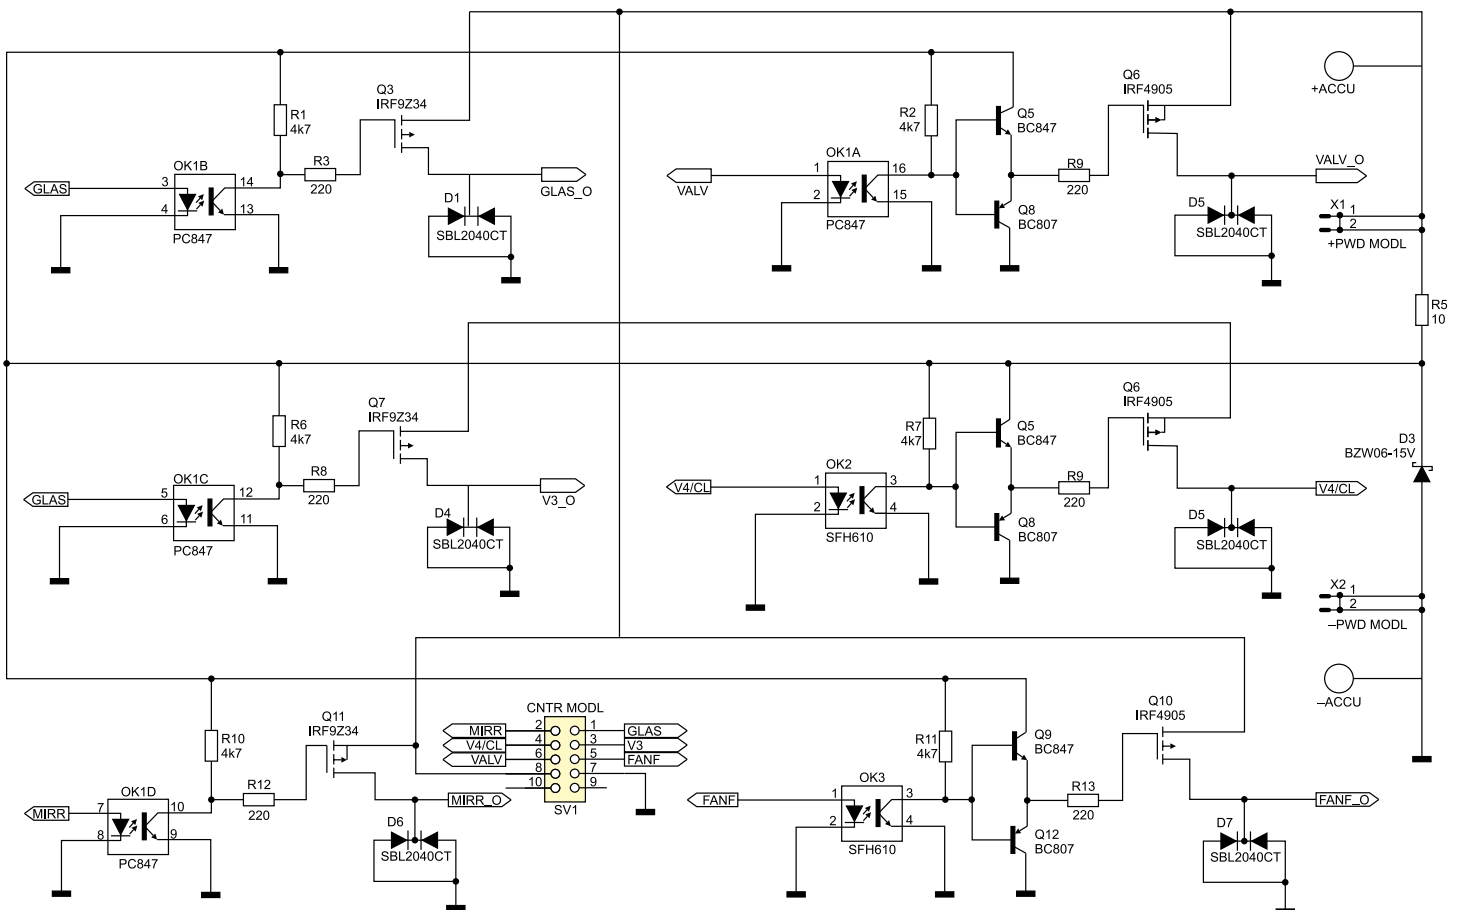 Q3
IRF9Z34
R1
4k7
OK1B
R3
220
GLAS
3
14
4
13
PC847
GLAS_O
D1
SBL2040CT
R2
4k7
Q5
BC847
Q6
IRF4905
+ACCU
OK1A
VALV
1
16
2
15
PC847
R9
220
Q8
BC807
VALV_O
D5
SBL2040CT
X1
1
2
+PWD MODL
R5
10
R6
4k7
Q7
IRF9Z34
OK1C
R8
220
GLAS
5
12
6
11
PC847
V3_O
D4
SBL2040CT
R7
4k7
Q5
BC847
Q6
IRF4905
D3
BZW06-15V
OK2
V4/CL
1
3
2
4
SFH610
R9
220
Q8
BC807
V4/CL
D5
SBL2040CT
X2
1
2
–PWD MODL
–ACCU
R10
4k7
Q11
IRF9Z34
OK1D
R12
220
MIRR
7
10
8
9
PC847
MIRR_O
D6
SBL2040CT
CNTR MODL
MIRR
2
1
GLAS
V4/CL
4
3
V3
VALV
6
5
FANF
8
7
10
9
SV1
R11
4k7
Q9
BC847
Q10
IRF4905
OK3
FANF
1
3
2
4
SFH610
R13
220
Q12
BC807
FANF_O
D7
SBL2040CT